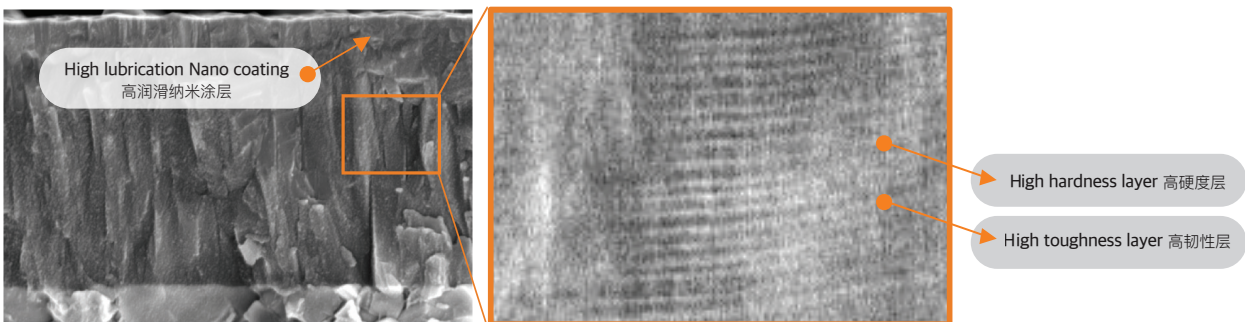 High lubrication Nano coating
高润滑纳米涂层
High hardness layer 高硬度层
High toughness layer 高韧性层